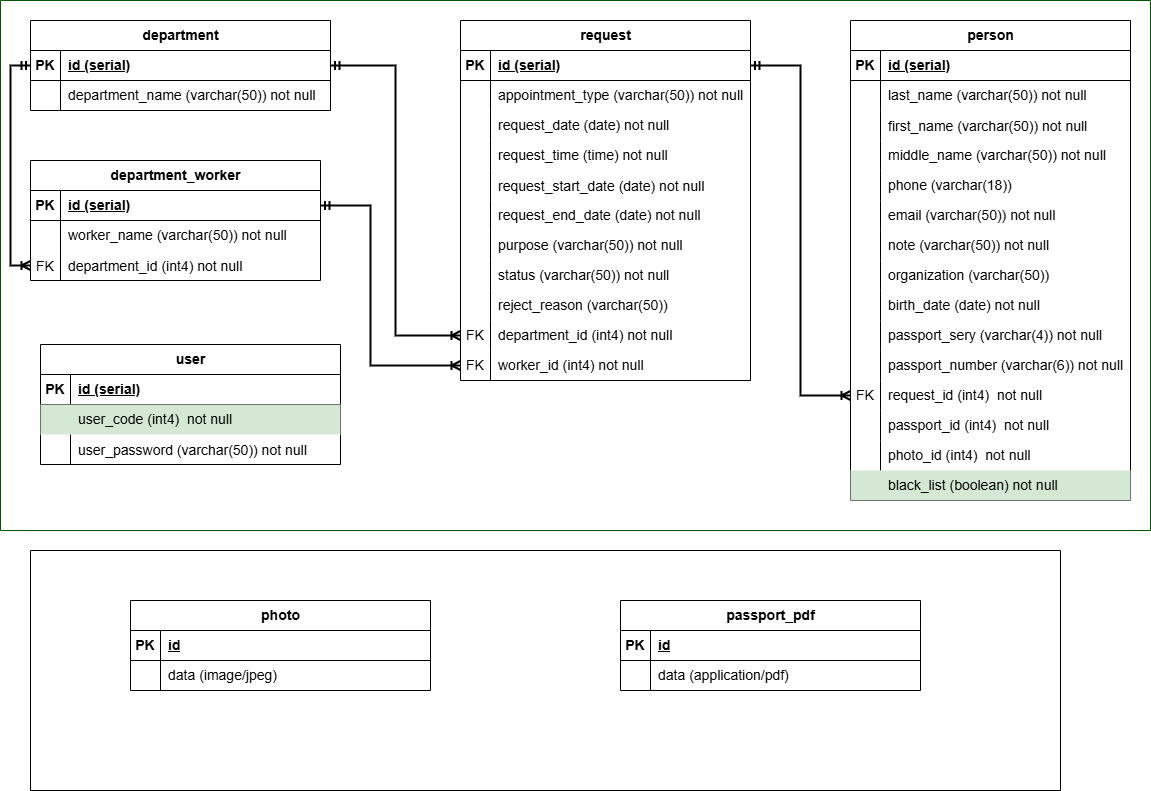 department
PK id (serial)
department_name (varchar(50)) not null
department_worker
PK id (serial)
worker_name (varchar(50)) not null
FK department_id (int4) not null
user
PK id (serial)
user_code (int4)  not null
user_password (varchar(50)) not null
request
PK id (serial)
appointment_type (varchar(50)) not null
request_date (date) not null
request_time (time) not null
request_start_date (date) not null
request_end_date (date) not null
purpose (varchar(50)) not null
status (varchar(50)) not null
reject_reason (varchar(50))
FK department_id (int4) not null
FK worker_id (int4) not null
person
PK id (serial)
last_name (varchar(50)) not null
first_name (varchar(50)) not null
middle_name (varchar(50)) not null
phone (varchar(18))
email (varchar(50)) not null
note (varchar(50)) not null
organization (varchar(50))
birth_date (date) not null
passport_sery (varchar(4)) not null
passport_number (varchar(6)) not null
FK request_id (int4)  not null
passport_id (int4)  not null
photo_id (int4)  not null
black_list (boolean) not null
photo
PK id
data (image/jpeg)
passport_pdf
PK id
data (application/pdf)